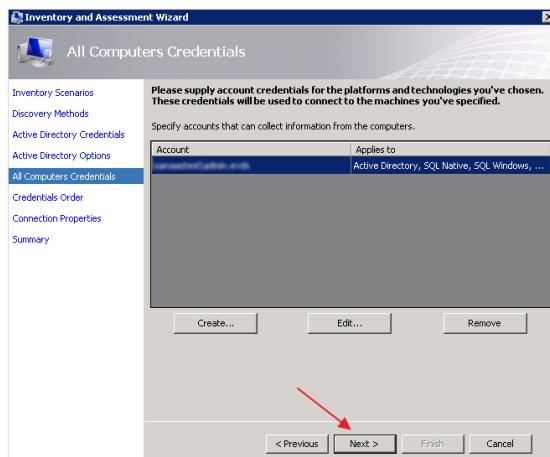 Inventory and Assessment Wizard
All Computers Credentials
Inventory Scenarios
Discovery Methods
Active Directory Credentials
Active Directory Options
All Computers Credentials
Credentials Order
Connection Properties
Summary
Please supply account credentials for the platforms and technologies you've chosen.
These credentials will be used to connect to the machines you've specified.
Specify accounts that can collect information from the computers.
Account Applies to
Active Directory, SQL Native, SQL Windows, ...
Create... Edit... Remove
< Previous Next > Finish Cancel